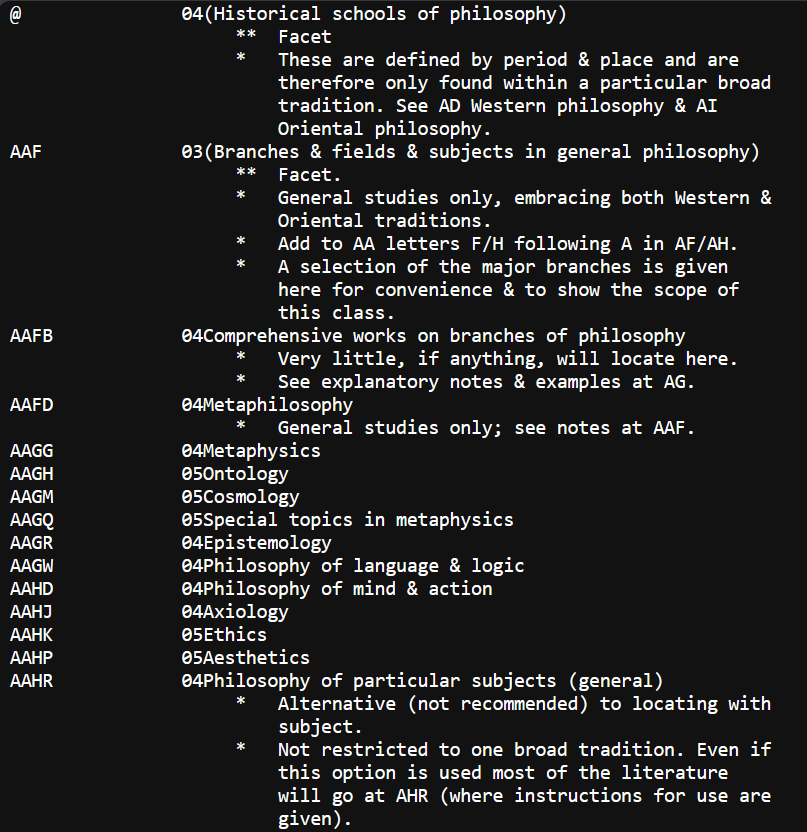 @ 04(Historical schools of philosophy)
** Facet
* These are defined by period & place and are
therefore only found within a particular broad
tradition. See AD Western philosophy & AI
Oriental philosophy.
AAF 03(Branches & fields & subjects in general philosophy)
** Facet.
* General studies only, embracing both Western &
Oriental traditions.
* Add to AA letters F/H following A in AF/AH.
* A selection of the major branches is given
here for convenience & to show the scope of
this class.
AAFB 04Comprehensive works on branches of philosophy
* Very little, if anything, will locate here.
* See explanatory notes & examples at AG.
AAFD 04Metaphilosophy
* General studies only; see notes at AAF.
AAGG 04Metaphysics
AAGH 05Ontology
AAGM 05Cosmology
AAGQ 05Special topics in metaphysics
AAGR 04Epistemology
AAGW 04Philosophy of language & logic
AAHD 04Philosophy of mind & action
AAHJ 04Axiology
AAHK 05Ethics
AAHP 05Aesthetics
AAHR 04Philosophy of particular subjects (general)
* Alternative (not recommended) to locating with
subject.
* Not restricted to one broad tradition. Even if
this option is used most of the literature
will go at AHR (where instructions for use are
given).